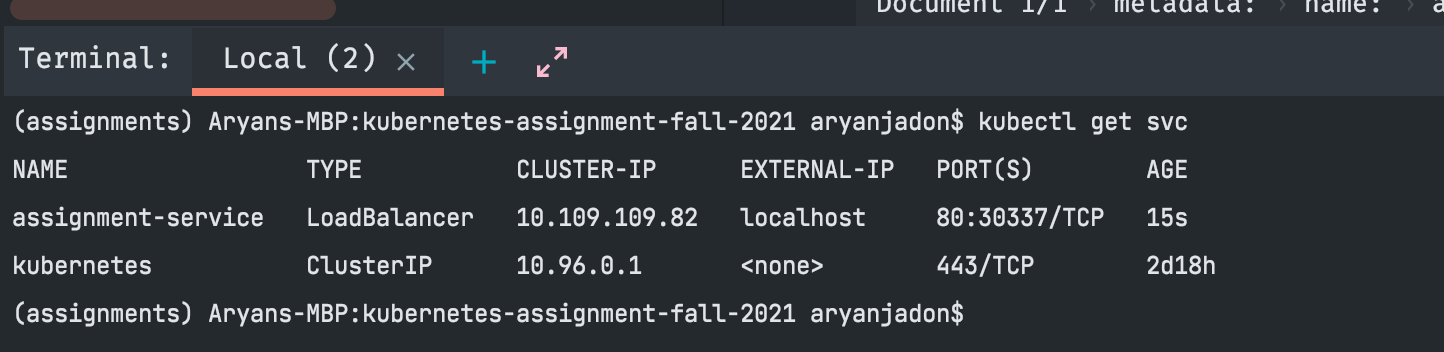 Document 1/1 > metadata: > name: > a
Terminal: Local (2) × +
(assignments) Aryans-MBP:kubernetes-assignment-fall-2021 aryanjadon$ kubectl get svc
NAME TYPE CLUSTER-IP EXTERNAL-IP PORT(S) AGE
assignment-service LoadBalancer 10.109.109.82 localhost 80:30337/TCP 15s
kubernetes ClusterIP 10.96.0.1 <none> 443/TCP 2d18h
(assignments) Aryans-MBP:kubernetes-assignment-fall-2021 aryanjadon$